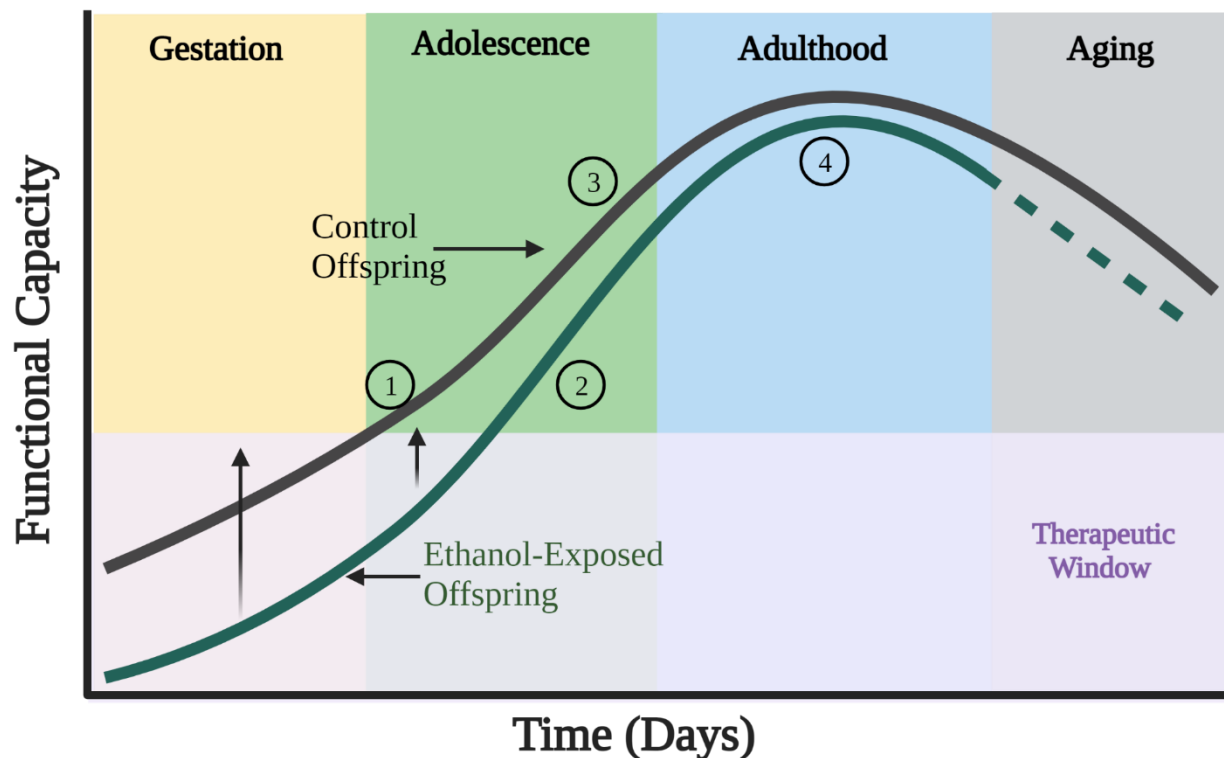 Gestation
Adolescence
Adulthood
Aging
Functional Capacity
3
4
Control
Offspring
1
2
Ethanol-Exposed
Offspring
Therapeutic
Window
Time (Days)